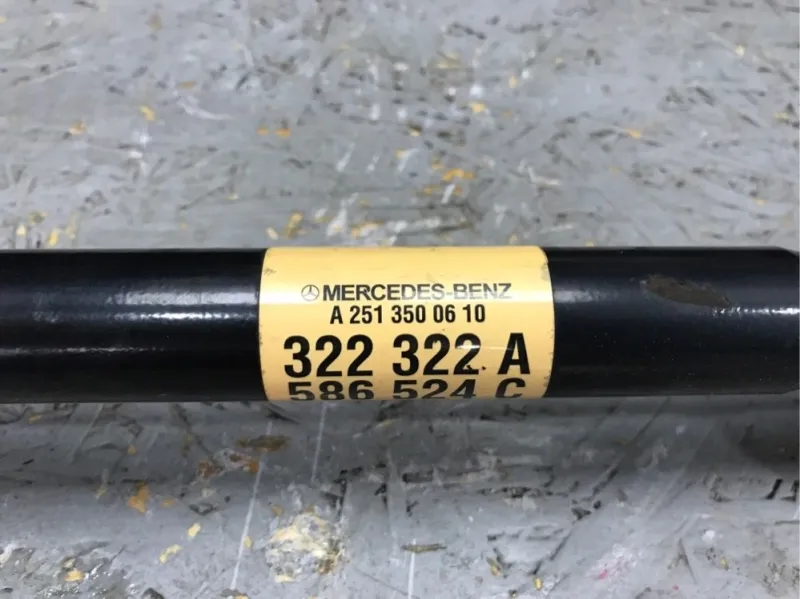 MERCEDES-BENZ
A 251 350 06 10
322 322 A
586 524 C